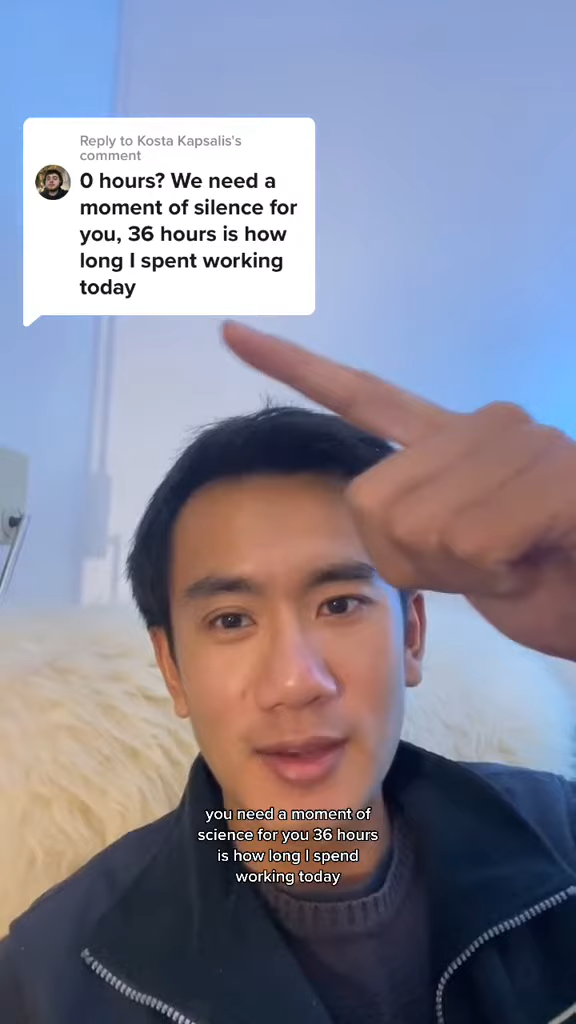 Reply to Kosta Kapsalis's
comment
0 hours? We need a
moment of silence for
you, 36 hours is how
long I spent working
today
you need a moment of
science for you 36 hours
is how long I spend
working today